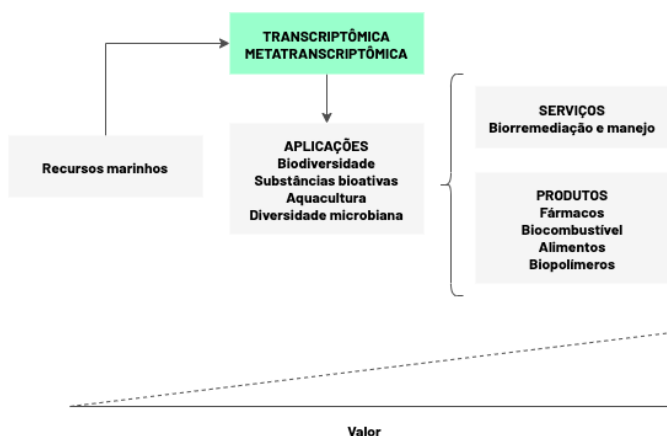 TRANSCRIPTÔMICA
METATRANSCRIPTÔMICA
Recursos marinhos
APLICAÇÕES
Biodiversidade
Substâncias bioativas
Aquacultura
Diversidade microbiana
SERVIÇOS
Biorremediação e manejo
PRODUTOS
Fármacos
Biocombustível
Alimentos
Biopolímeros
Valor